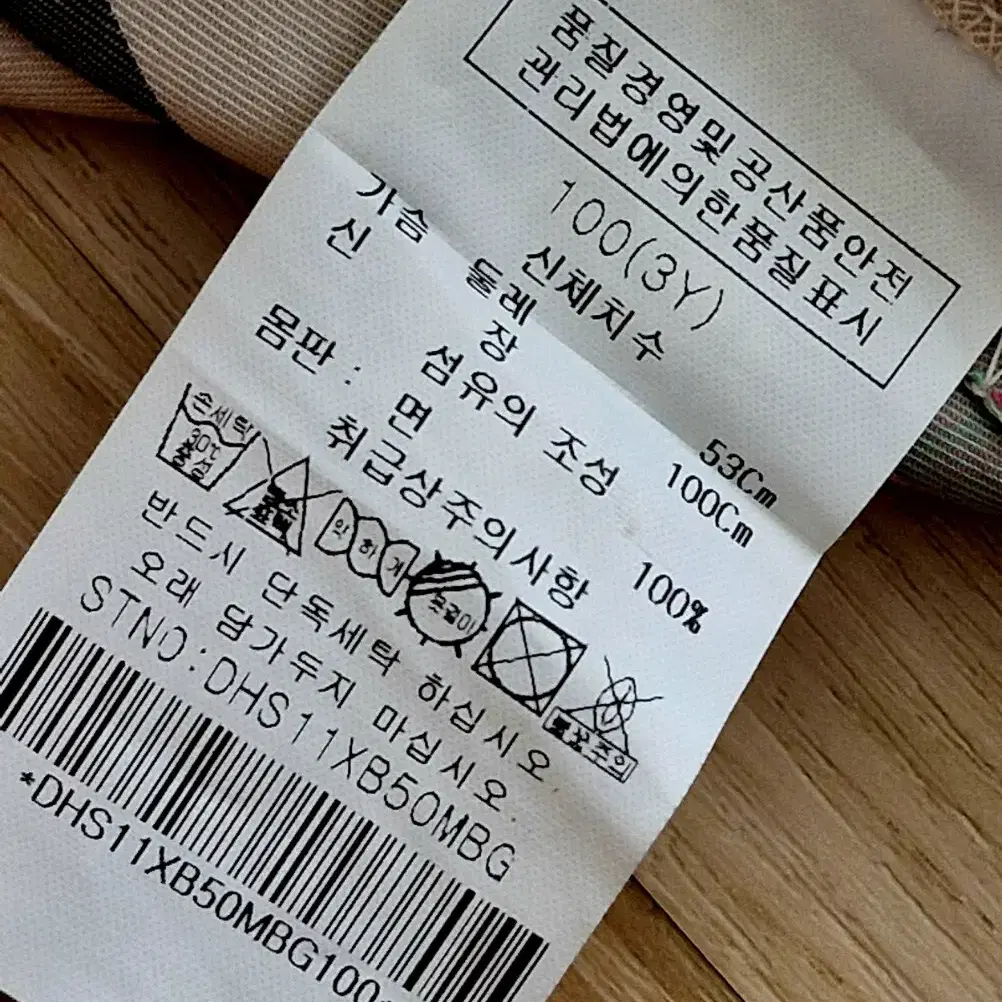 품질경영및공산품안전
관리법에의한품질표시
100(3Y)
신체치수
가슴 둘레 53Cm
신 장 100Cm
섬유의 조성
몸판 : 면 100%
취급상주의사항
손세탁
30℃
중성
약하게
옷걸이
반드시 단독세탁 하십시오
오래 담가두지 마십시오
STNO:DHS11XB50MBG
*DHS11XB50MBG100